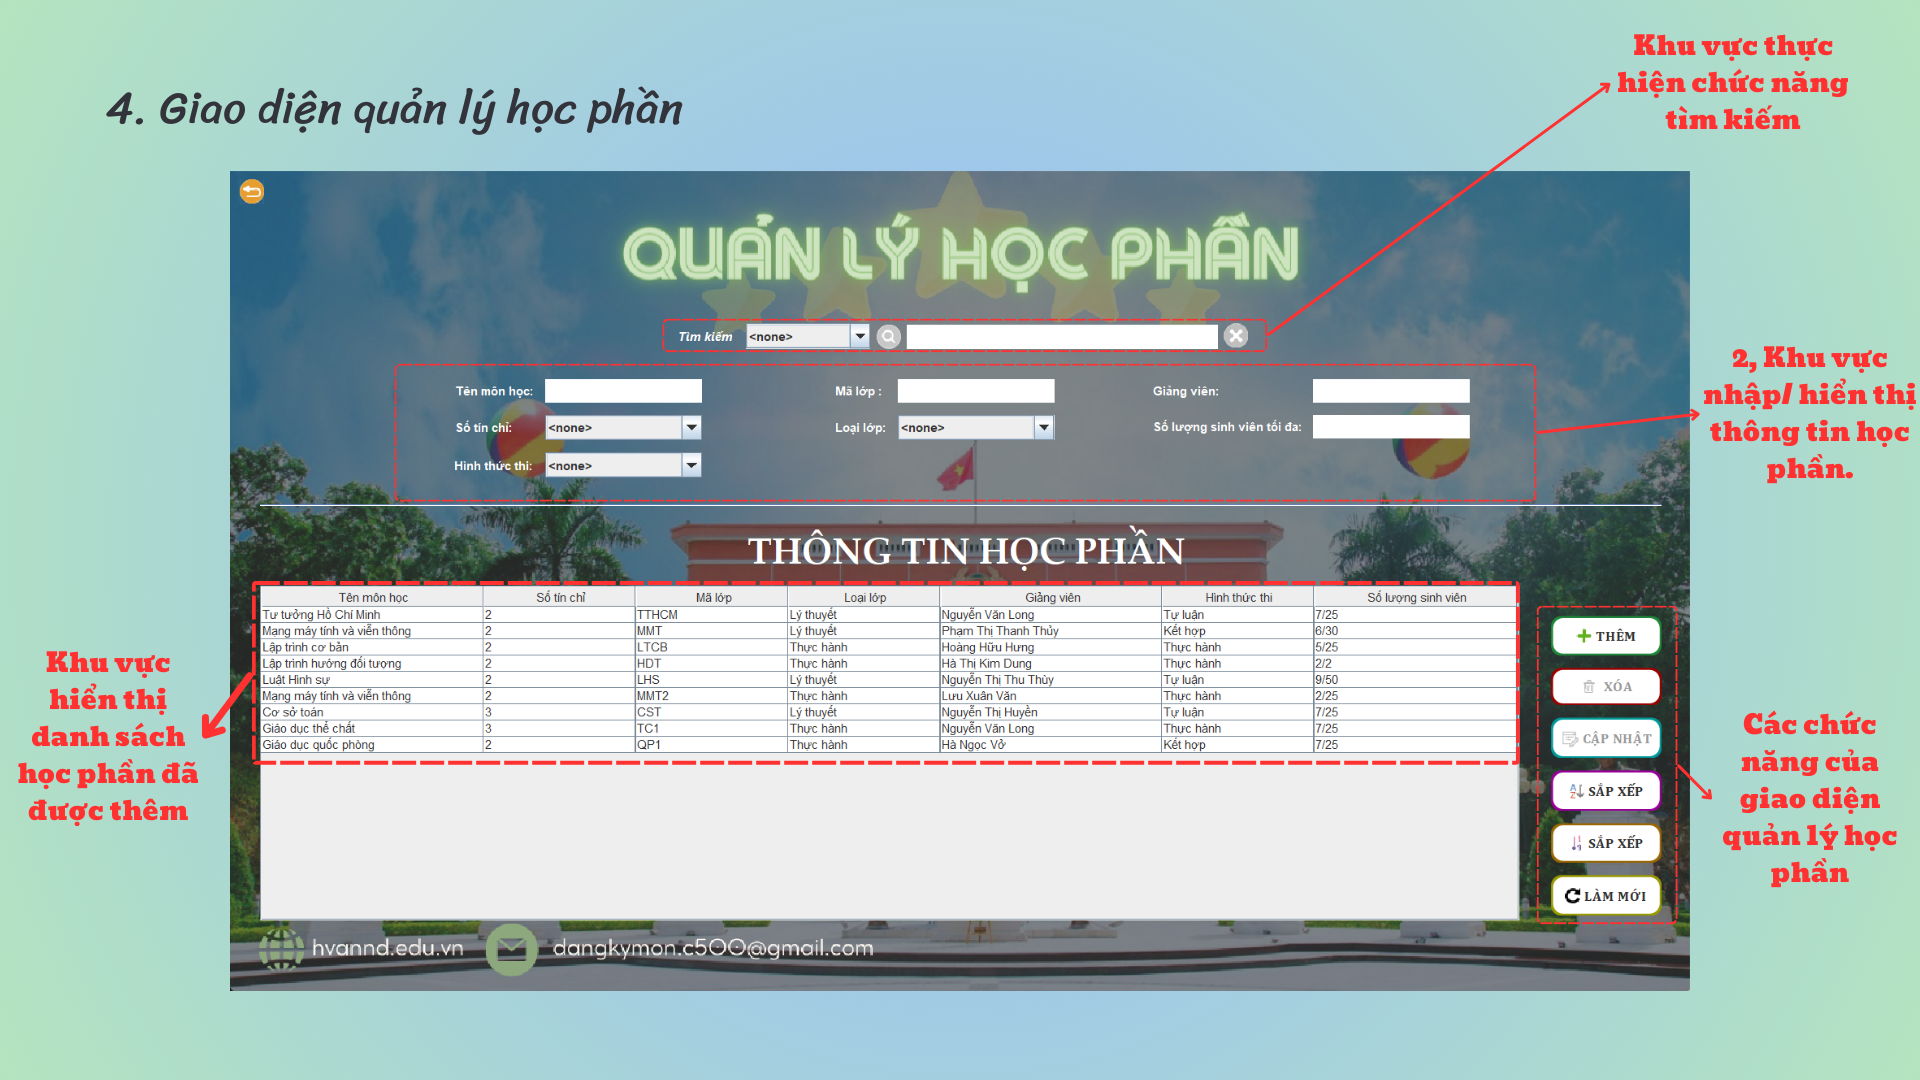 Khu vực thực
hiện chức năng
tìm kiếm
4. Giao diện quản lý học phần
QUẢN LÝ HỌC PHẦN
Tìm kiếm <none>
Tên môn học: Mã lớp : Giảng viên:
Số tín chỉ: <none> Loại lớp: <none> Số lượng sinh viên tối đa:
Hình thức thi: <none>
2, Khu vực
nhập/ hiển thị
thông tin học
phần.
THÔNG TIN HỌC PHẦN
Tên môn học Số tín chỉ Mã lớp Loại lớp Giảng viên Hình thức thi Số lượng sinh viên
Tư tưởng Hồ Chí Minh 2 TTHCM Lý thuyết Nguyễn Văn Long Tự luận 7/25
Mạng máy tính và viễn thông 2 MMT Lý thuyết Phạm Thị Thanh Thủy Kết hợp 6/30
Lập trình cơ bản 2 LTCB Thực hành Hoàng Hữu Hưng Thực hành 5/25
Lập trình hướng đối tượng 2 HDT Thực hành Hà Thị Kim Dung Thực hành 2/2
Luật Hình sự 2 LHS Lý thuyết Nguyễn Thị Thu Thủy Tự luận 9/50
Mạng máy tính và viễn thông 2 MMT2 Thực hành Lưu Xuân Văn Thực hành 2/25
Cơ sở toán 3 CST Lý thuyết Nguyễn Thị Huyền Tự luận 7/25
Giáo dục thể chất 3 TC1 Thực hành Nguyễn Văn Long Thực hành 7/25
Giáo dục quốc phòng 2 QP1 Thực hành Hà Ngọc Vở Kết hợp 7/25
Khu vực
hiển thị
danh sách
học phần đã
được thêm
THÊM
XÓA
CẬP NHẬT
SẮP XẾP
SẮP XẾP
LÀM MỚI
Các chức
năng của
giao diện
quản lý học
phần
hvannd.edu.vn dangkymon.c500@gmail.com